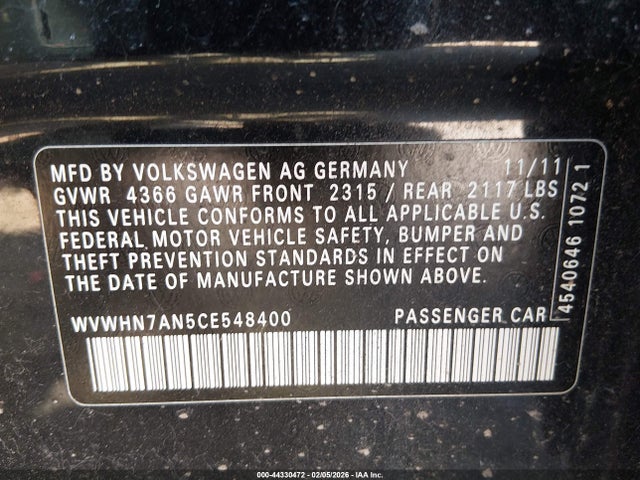 MFD BY VOLKSWAGEN AG GERMANY 11/11
GVWR 4366 GAWR FRONT 2315 / REAR 2117 LBS
THIS VEHICLE CONFORMS TO ALL APPLICABLE U.S.
FEDERAL MOTOR VEHICLE SAFETY, BUMPER AND
THEFT PREVENTION STANDARDS IN EFFECT ON
THE DATE OF MANUFACTURE SHOWN ABOVE.
WVWHN7AN5CE548400 PASSENGER CAR
4540646 1072 1
000-44330472 - 02/05/2026 - IAA Inc.